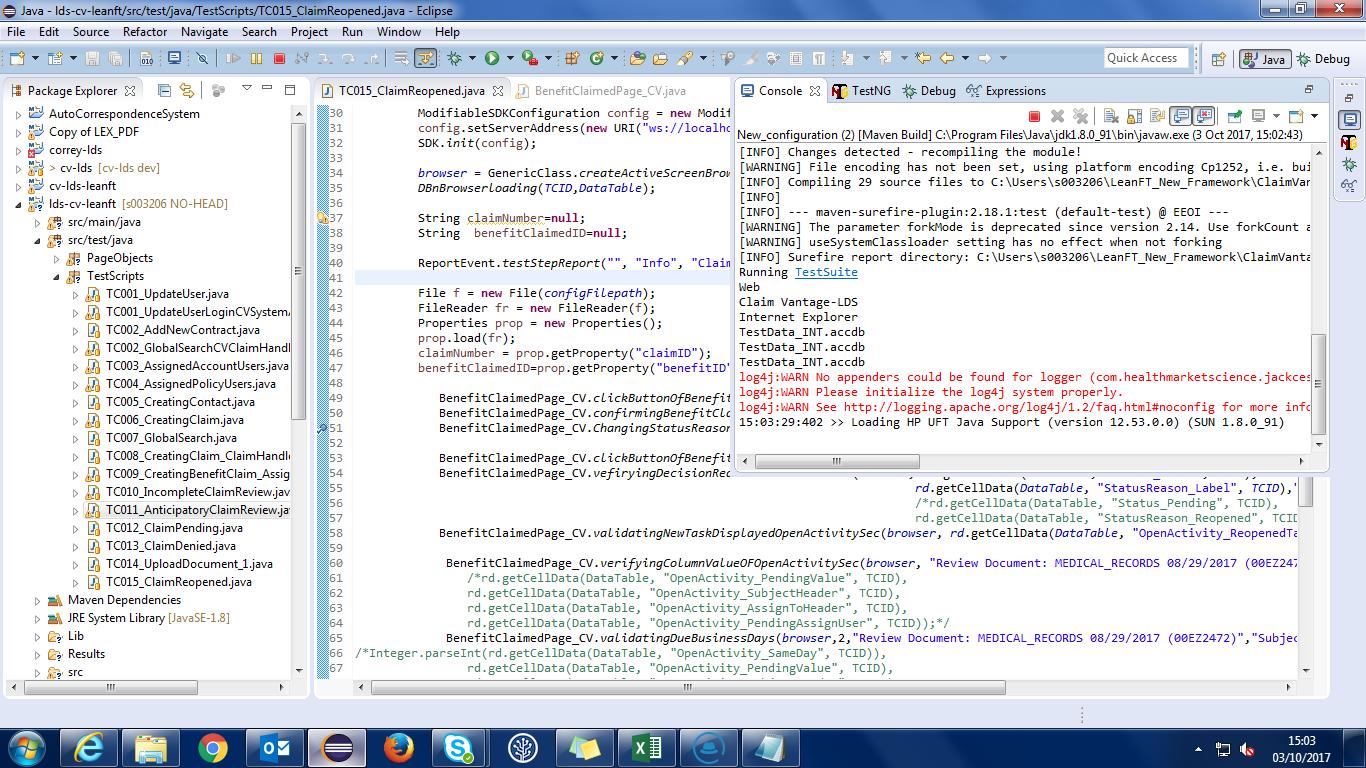 Java - lds-cv-leanft/src/test/java/TestScripts/TC015_ClaimReopened.java - Eclipse
File Edit Source Refactor Navigate Search Project Run Window Help
Quick Access
Java
Debug
Package Explorer
AutoCorrespondenceSystem
Copy of LEX_PDF
correy-lds
> cv-lds [cv-lds dev]
cv-lds-leanft
lds-cv-leanft [s003206 NO-HEAD]
src/main/java
src/test/java
PageObjects
TestScripts
TC001_UpdateUser.java
TC001_UpdateUserLoginCVSystem
TC002_AddNewContract.java
TC002_GlobalSearchCVClaimHandl
TC003_AssignedAccountUsers.java
TC004_AssignedPolicyUsers.java
TC005_CreatingContact.java
TC006_CreatingClaim.java
TC007_GlobalSearch.java
TC008_CreatingClaim_ClaimHandl
TC009_CreatingBenefitClaim_Assig
TC010_IncompleteClaimReview.jav
TC011_AnticipatoryClaimReview.ja
TC012_ClaimPending.java
TC013_ClaimDenied.java
TC014_UploadDocument_1.java
TC015_ClaimReopened.java
Maven Dependencies
JRE System Library [JavaSE-1.8]
Lib
Results
src
TC015_ClaimReopened.java
BenefitClaimedPage_CV.java
30 ModifiableSDKConfiguration config = new Modif
31 config.setServerAddress(new URI("ws://localho
32 SDK.init(config);
33
34 browser = GenericClass.createActiveScreenBrow
35 DBnBrowserloading(TCID,DataTable);
36
37 String claimNumber=null;
38 String benefitClaimedID=null;
39
40 ReportEvent.testStepReport("", "Info", "Claim
41
42 File f = new File(configFilepath);
43 FileReader fr = new FileReader(f);
44 Properties prop = new Properties();
45 prop.load(fr);
46 claimNumber = prop.getProperty("claimID");
47 benefitClaimedID=prop.getProperty("benefitID"
48
49 BenefitClaimedPage_CV.clickButtonOfBenefit
50 BenefitClaimedPage_CV.confirmingBenefitCla
51 BenefitClaimedPage_CV.ChangingStatusReason
52
53 BenefitClaimedPage_CV.clickButtonOfBenefit
54 BenefitClaimedPage_CV.vefiryingDecisionRec
55 rd.getCellData(DataTable, "StatusReason_Label", TCID),"
56 /*rd.getCellData(DataTable, "Status_Pending", TCID),
57 rd.getCellData(DataTable, "StatusReason_Reopened", TCID
58 BenefitClaimedPage_CV.validatingNewTaskDisplayedOpenActivitySec(browser, rd.getCellData(DataTable, "OpenActivity_ReopenedTa
59
60 BenefitClaimedPage_CV.verifyingColumnValueOFOpenActivitySec(browser, "Review Document: MEDICAL_RECORDS 08/29/2017 (00EZ247
61 /*rd.getCellData(DataTable, "OpenActivity_PendingValue", TCID),
62 rd.getCellData(DataTable, "OpenActivity_SubjectHeader", TCID),
63 rd.getCellData(DataTable, "OpenActivity_AssignToHeader", TCID),
64 rd.getCellData(DataTable, "OpenActivity_PendingAssignUser", TCID));*/
65 BenefitClaimedPage_CV.validatingDueBusinessDays(browser,2,"Review Document: MEDICAL_RECORDS 08/29/2017 (00EZ2472)","Subjec
66 /*Integer.parseInt(rd.getCellData(DataTable, "OpenActivity_SameDay", TCID)),
67 rd.getCellData(DataTable, "OpenActivity_PendingValue", TCID),
Console
TestNG
Debug
Expressions
New_configuration (2) [Maven Build] C:\Program Files\Java\jdk1.8.0_91\bin\javaw.exe (3 Oct 2017, 15:02:43)
[INFO] Changes detected - recompiling the module!
[WARNING] File encoding has not been set, using platform encoding Cp1252, i.e. bui
[INFO] Compiling 29 source files to C:\Users\s003206\LeanFT_New_Framework\ClaimVan
[INFO]
[INFO] --- maven-surefire-plugin:2.18.1:test (default-test) @ EEOI ---
[WARNING] The parameter forkMode is deprecated since version 2.14. Use forkCount a
[WARNING] useSystemClassloader setting has no effect when not forking
[INFO] Surefire report directory: C:\Users\s003206\LeanFT_New_Framework\ClaimVanta
Running TestSuite
Web
Claim Vantage-LDS
Internet Explorer
TestData_INT.accdb
TestData_INT.accdb
TestData_INT.accdb
log4j:WARN No appenders could be found for logger (com.healthmarketscience.jackces
log4j:WARN Please initialize the log4j system properly.
log4j:WARN See http://logging.apache.org/log4j/1.2/faq.html#noconfig for more info
15:03:29:402 >> Loading HP UFT Java Support (version 12.53.0.0) (SUN 1.8.0_91)
15:03
03/10/2017